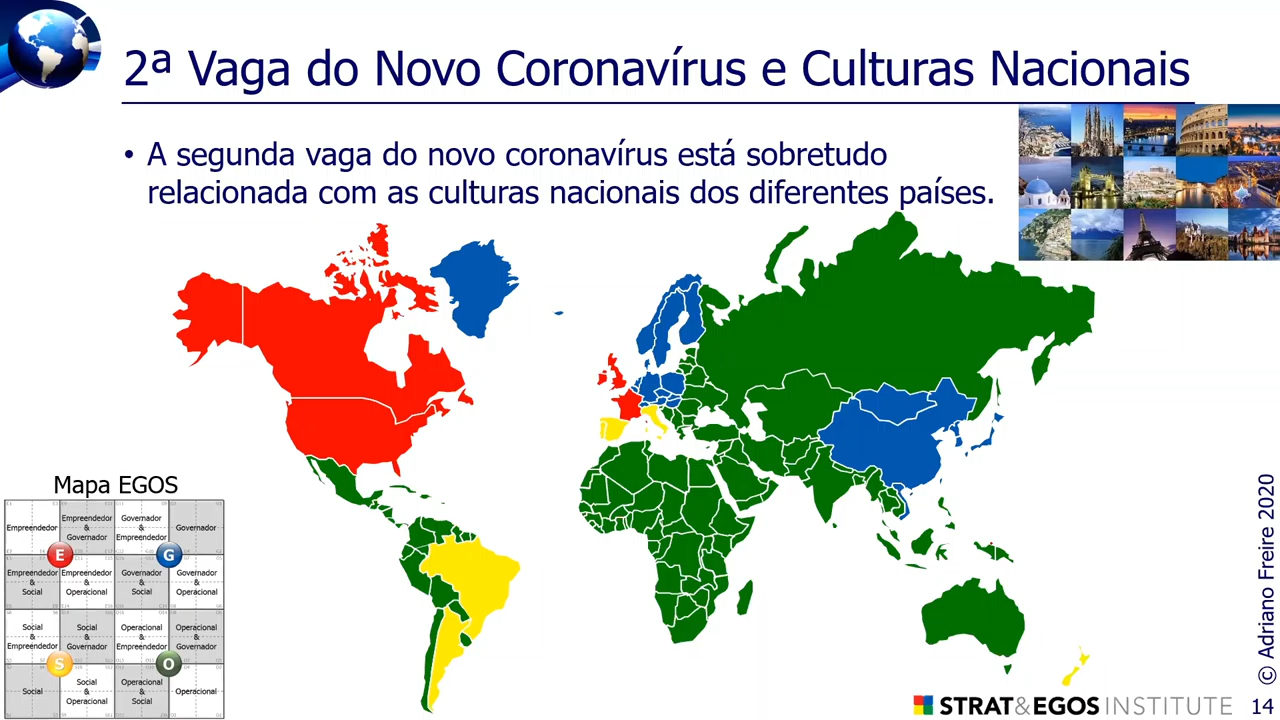 2ª Vaga do Novo Coronavírus e Culturas Nacionais
• A segunda vaga do novo coronavírus está sobretudo
relacionada com as culturas nacionais dos diferentes países.
Mapa EGOS
Empreendedor
Empreendedor
&
Governador
Governador
&
Empreendedor
Governador
E
G
Empreendedor
&
Social
Empreendedor
&
Operacional
Governador
&
Social
Governador
&
Operacional
Social
&
Empreendedor
Social
&
Governador
Operacional
&
Empreendedor
Operacional
&
Governador
S
O
Social
Social
&
Operacional
Operacional
&
Social
Operacional
© Adriano Freire 2020
STRAT&EGOS INSTITUTE
14